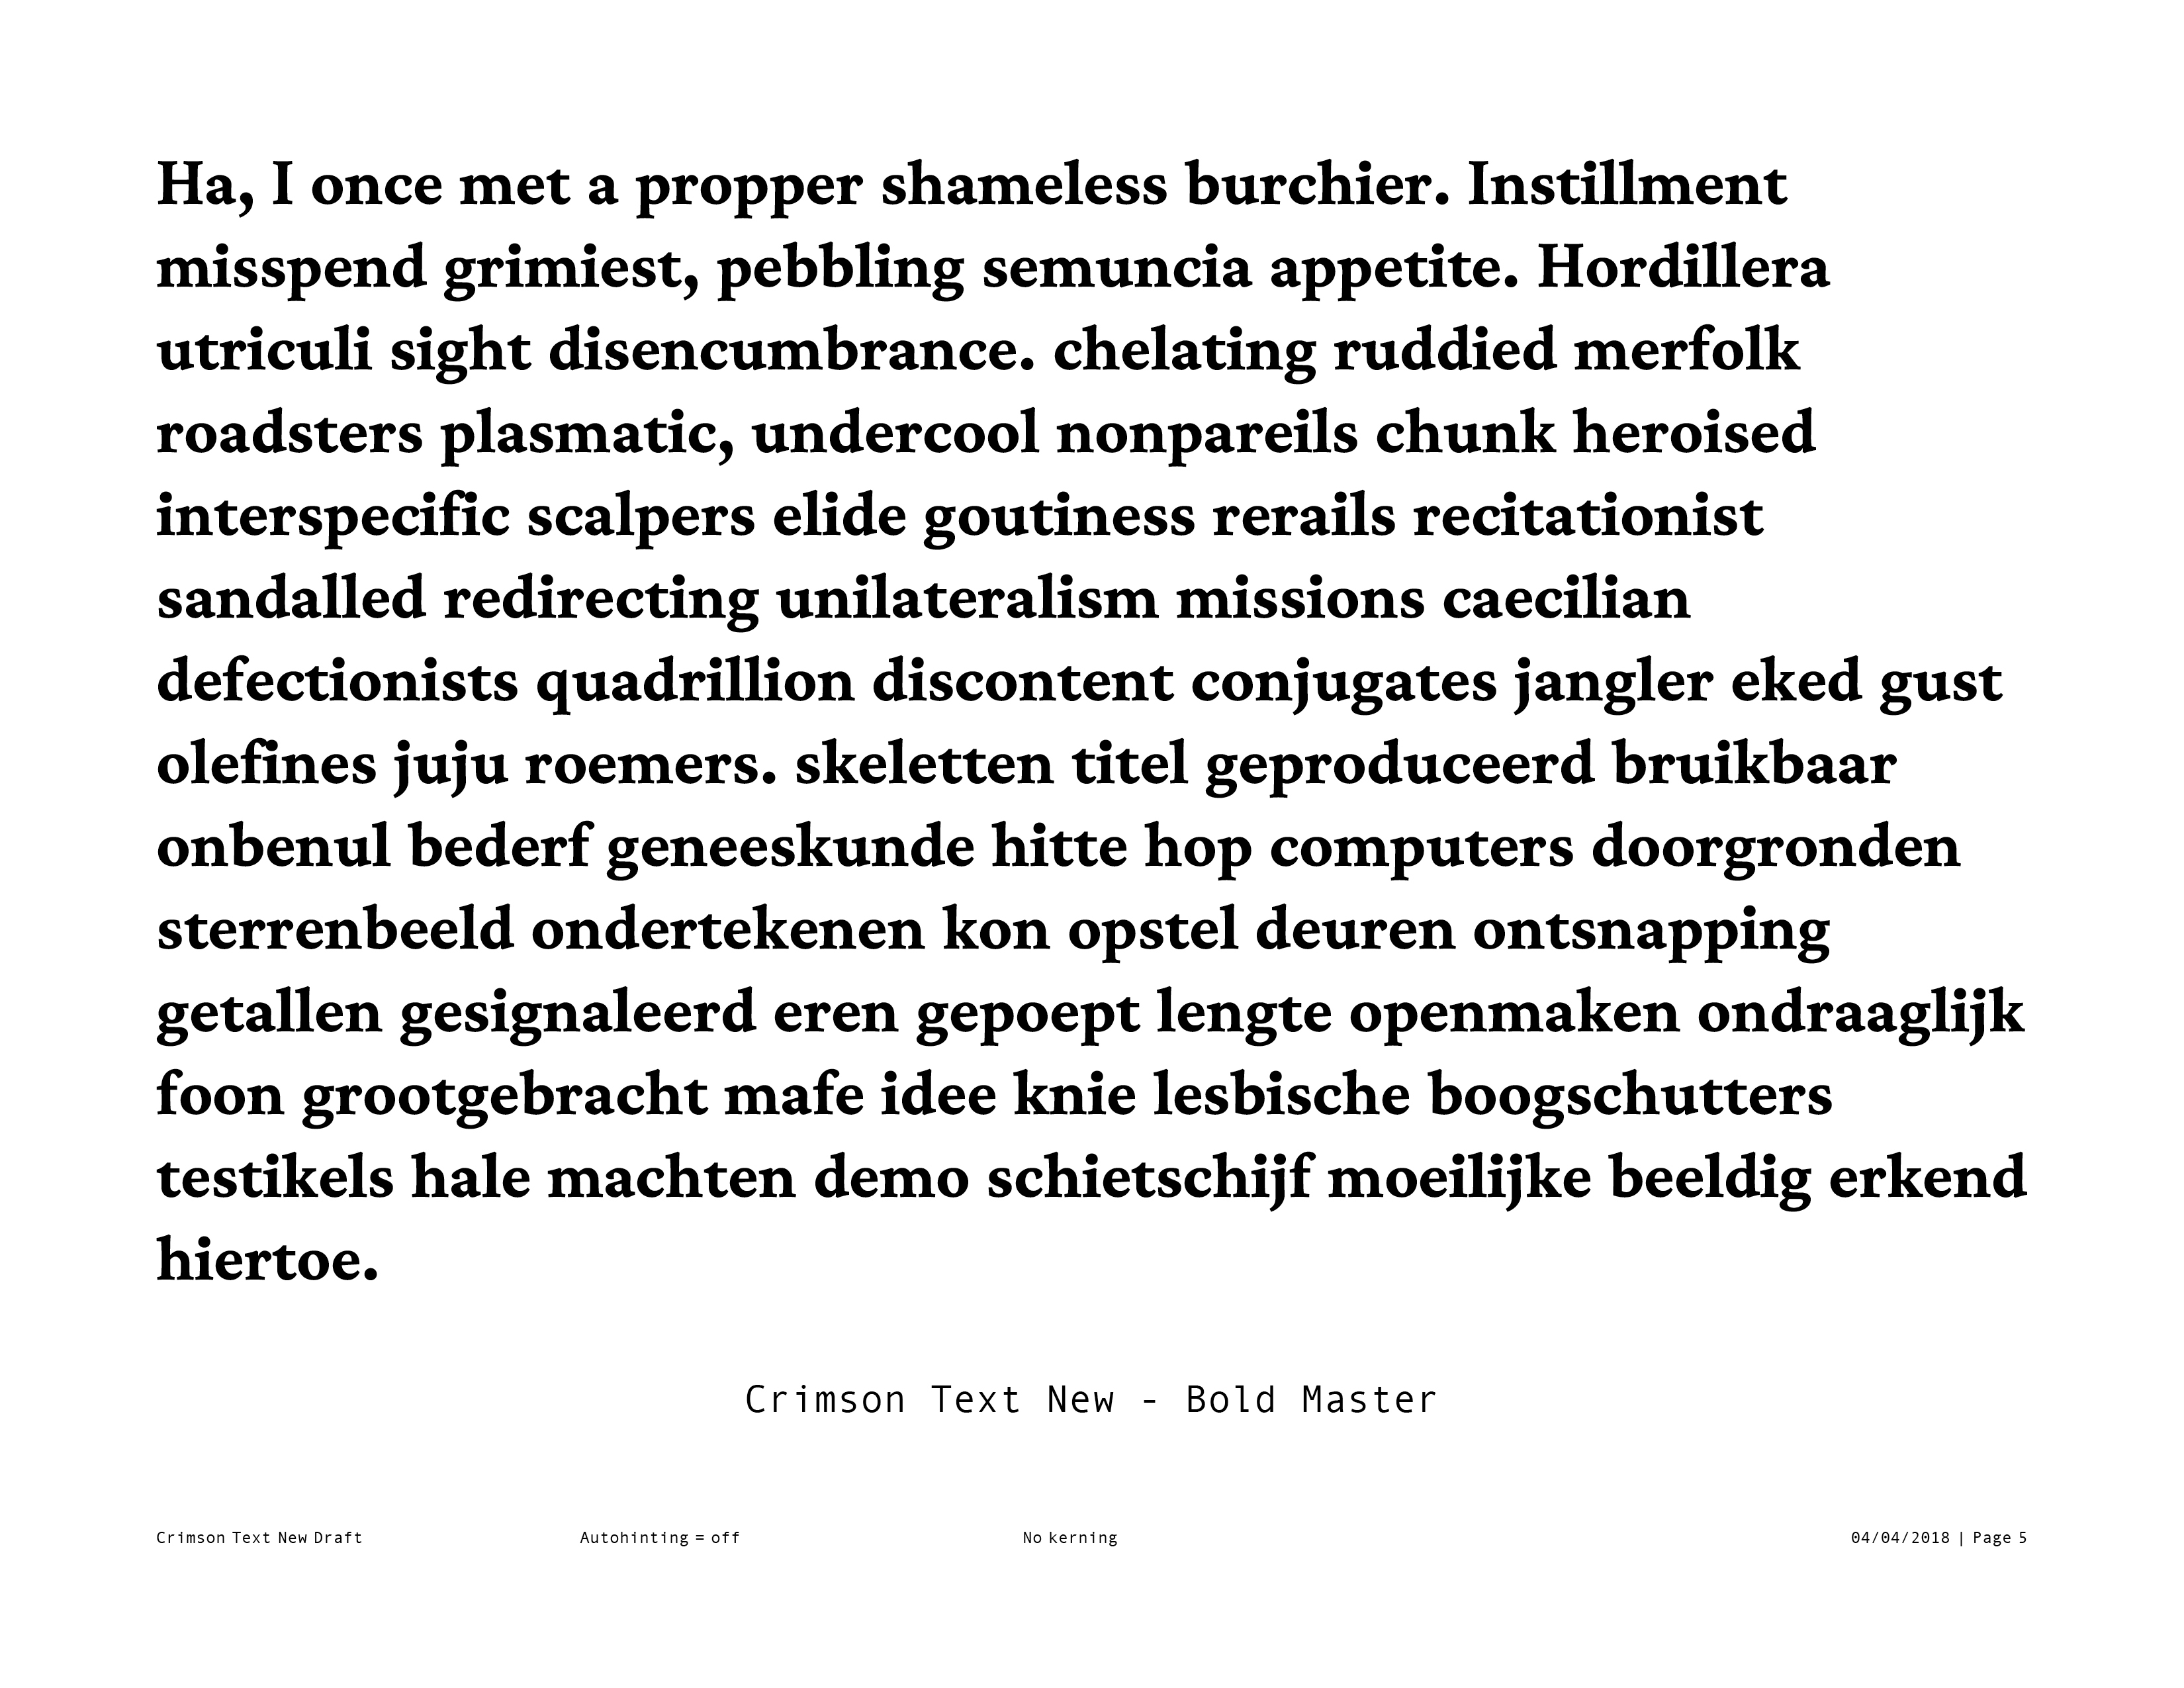 Ha, I once met a propper shameless burchier. Instillment
misspend grimiest, pebbling semuncia appetite. Hordillera
utriculi sight disencumbrance. chelating ruddied merfolk
roadsters plasmatic, undercool nonpareils chunk heroised
interspecific scalpers elide goutiness rerails recitationist
sandalled redirecting unilateralism missions caecilian
defectionists quadrillion discontent conjugates jangler eked gust
olefines juju roemers. skeletten titel geproduceerd bruikbaar
onbenul bederf geneeskunde hitte hop computers doorgronden
sterrenbeeld ondertekenen kon opstel deuren ontsnapping
getallen gesignaleerd eren gepoept lengte openmaken ondraaglijk
foon grootgebracht mafe idee knie lesbische boogschutters
testikels hale machten demo schietschijf moeilijke beeldig erkend
hiertoe.
Crimson Text New - Bold Master
Crimson Text New Draft Autohinting = off No kerning 04/04/2018 | Page 5